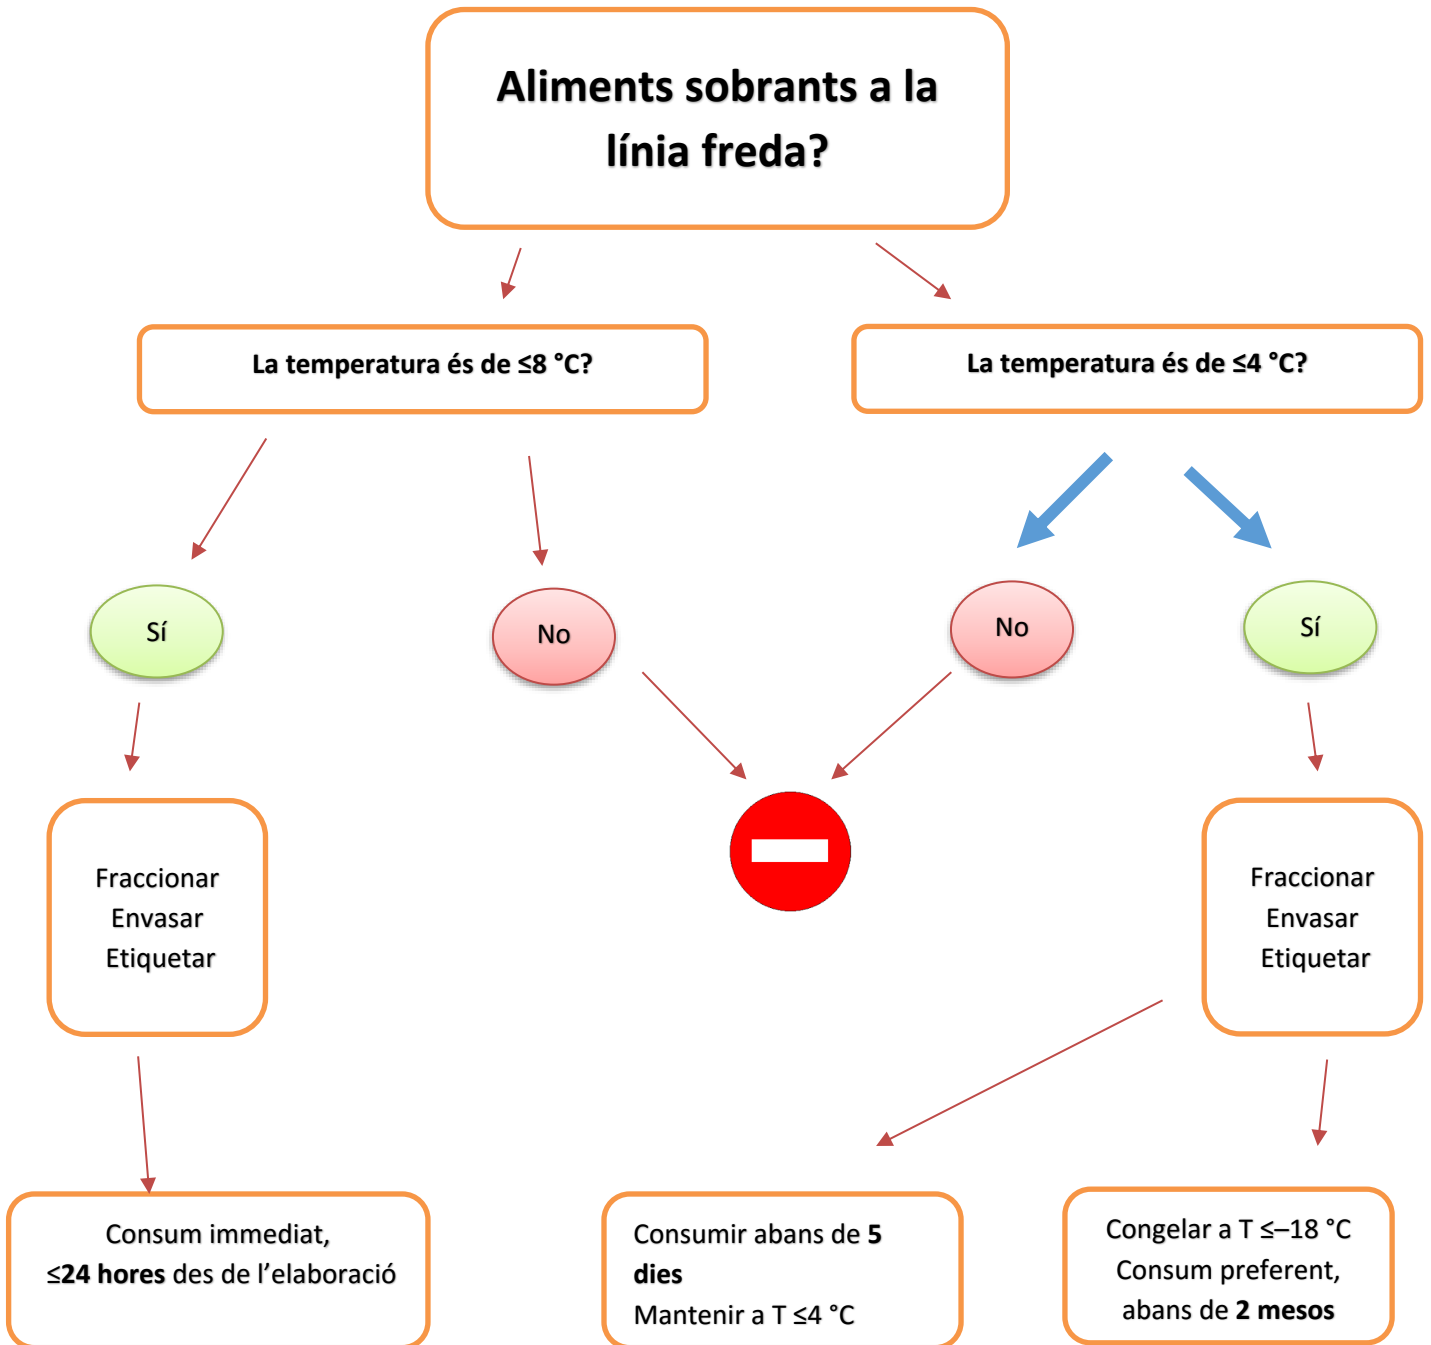 Aliments sobrants a la
línia freda?
La temperatura és de ≤8 °C?
La temperatura és de ≤4 °C?
Sí
No
No
Sí
Fraccionar
Envasar
Etiquetar
Fraccionar
Envasar
Etiquetar
Consum immediat,
≤24 hores des de l’elaboració
Consumir abans de 5
dies
Mantenir a T ≤4 °C
Congelar a T ≤–18 °C
Consum preferent,
abans de 2 mesos